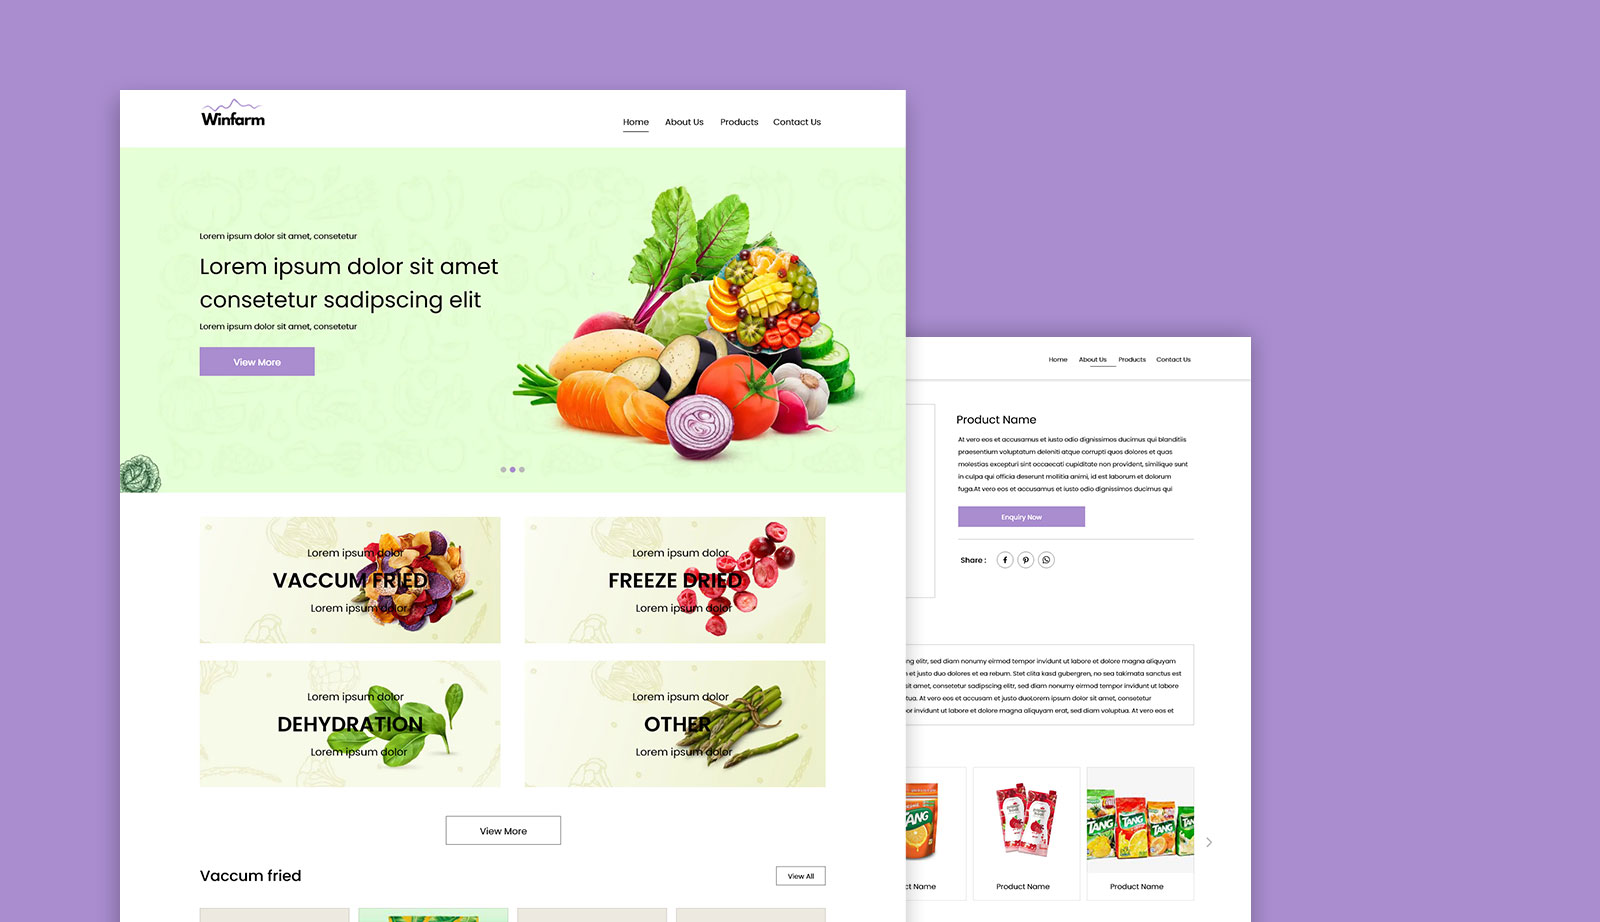 Winfarm
Home About Us Products Contact Us
Lorem ipsum dolor sit amet, consetetur
Lorem ipsum dolor sit amet
consetetur sadipscing elit
Lorem ipsum dolor sit amet, consetetur
View More
Lorem ipsum dolor
VACCUM FRIED
Lorem ipsum dolor
Lorem ipsum dolor
FREEZE DRIED
Lorem ipsum dolor
Lorem ipsum dolor
DEHYDRATION
Lorem ipsum dolor
Lorem ipsum dolor
OTHER
Lorem ipsum dolor
View More
Vaccum fried
View All
Home About Us Products Contact Us
Product Name
At vero eos et accusamus et iusto odio dignissimos ducimus qui blanditiis
praesentium voluptatum deleniti atque corrupti quos dolores et quas
molestias excepturi sint occaecati cupiditate non provident, similique sunt
in culpa qui officia deserunt mollitia animi, id est laborum et dolorum
fuga.At vero eos et accusamus et iusto odio dignissimos ducimus qui
Enquiry Now
Share :
ng elitr, sed diam nonumy eirmod tempor invidunt ut labore et dolore magna aliquyam
et justo duo dolores et ea rebum. Stet clita kasd gubergren, no sea takimata sanctus est
sit amet, consetetur sadipscing elitr, sed diam nonumy eirmod tempor invidunt ut labore
tua. At vero eos et accusam et justo duoLorem ipsum dolor sit amet, consetetur
or invidunt ut labore et dolore magna aliquyam erat, sed diam voluptua. At vero eos et
TANG
TANG
TANG
TANG
ct Name
Product Name
Product Name